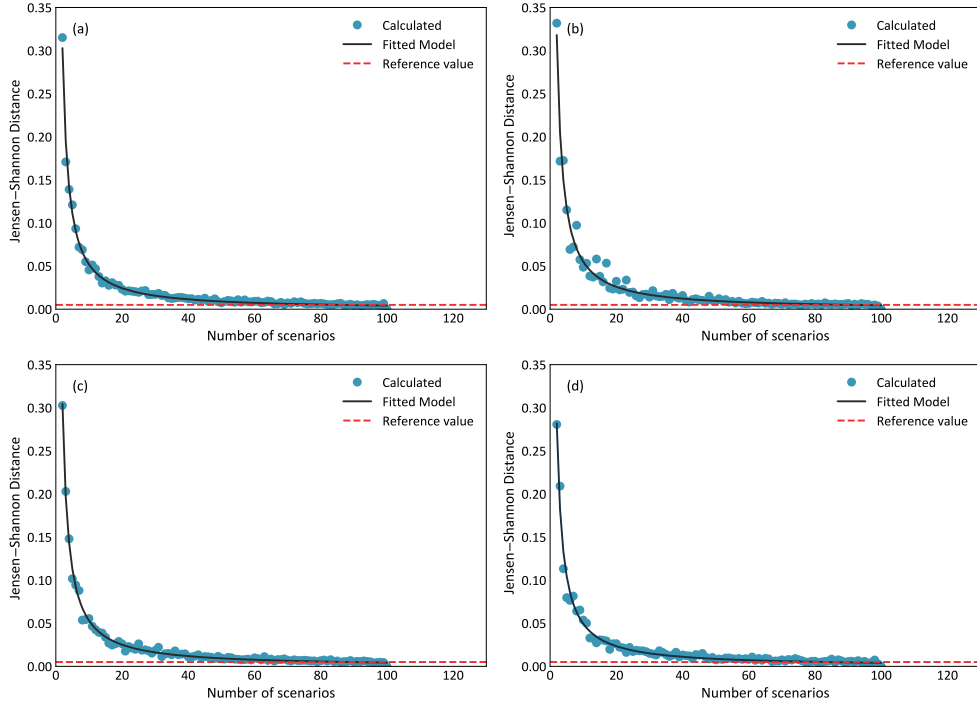 (a)
Calculated
Fitted Model
Reference value
Jensen−Shannon Distance
0.35
0.30
0.25
0.20
0.15
0.10
0.05
0.00
0 20 40 60 80 100 120
Number of scenarios
(b)
Calculated
Fitted Model
Reference value
Jensen−Shannon Distance
0.35
0.30
0.25
0.20
0.15
0.10
0.05
0.00
0 20 40 60 80 100 120
Number of scenarios
(c)
Calculated
Fitted Model
Reference value
Jensen−Shannon Distance
0.35
0.30
0.25
0.20
0.15
0.10
0.05
0.00
0 20 40 60 80 100 120
Number of scenarios
(d)
Calculated
Fitted Model
Reference value
Jensen−Shannon Distance
0.35
0.30
0.25
0.20
0.15
0.10
0.05
0.00
0 20 40 60 80 100 120
Number of scenarios